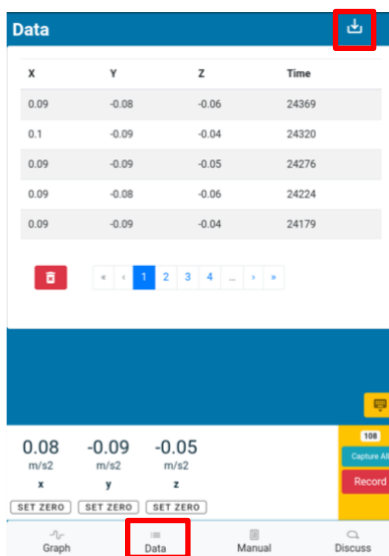 Data
X Y Z Time
0.09 -0.08 -0.06 24369
0.1 -0.09 -0.04 24320
0.09 -0.09 -0.05 24276
0.09 -0.08 -0.06 24224
0.09 -0.09 -0.04 24179
« ‹ 1 2 3 4 … › »
108
0.08 -0.09 -0.05
m/s2 m/s2 m/s2
Capture All
x y z
Record
SET ZERO SET ZERO SET ZERO
Graph Data Manual Discuss